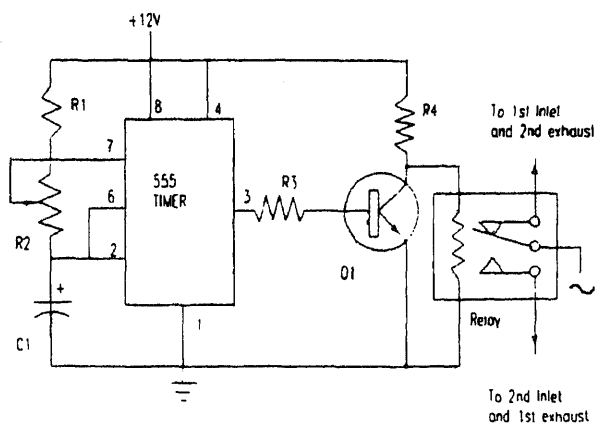 +12V
R1
8
4
R4
To 1st Inlet
and 2nd exhaust
7
555
TIMER
6
3
R3
R2
2
Q1
+
C1
1
Relay
To 2nd Inlet
and 1st exhaust